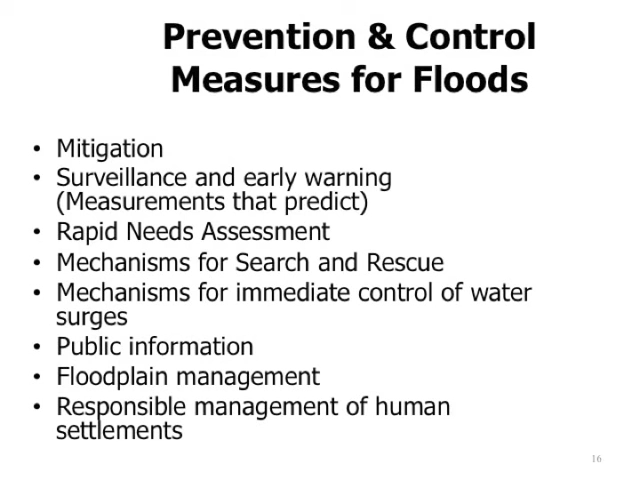 Prevention & Control
Measures for Floods
• Mitigation
• Surveillance and early warning
(Measurements that predict)
• Rapid Needs Assessment
• Mechanisms for Search and Rescue
• Mechanisms for immediate control of water
surges
• Public information
• Floodplain management
• Responsible management of human
settlements
16